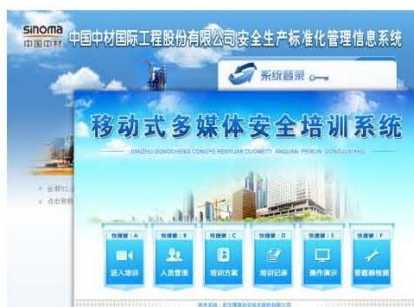 sinoma
中国中材
中国中材国际工程股份有限公司安全生产标准化管理信息系统
系统登录
移动式多媒体安全培训系统
快捷键：A
快捷键：B
快捷键：C
快捷键：D
快捷键：E
快捷键：F
进入培训
人员管理
培训方案
培训记录
操作演示
答题器检测